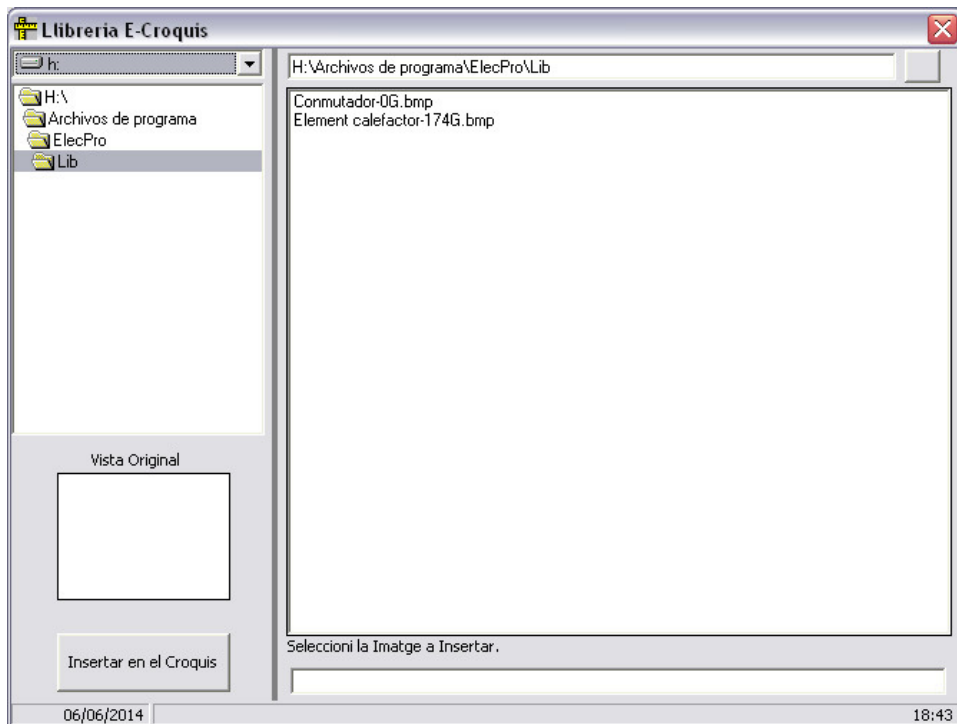 Llibreria E-Croquis
h:
H:\Archivos de programa\ElecPro\Lib
H:\
Archivos de programa
ElecPro
Lib
Conmutador-0G.bmp
Element calefactor-174G.bmp
Vista Original
Insertar en el Croquis
Seleccioni la Imatge a Insertar.
06/06/2014
18:43